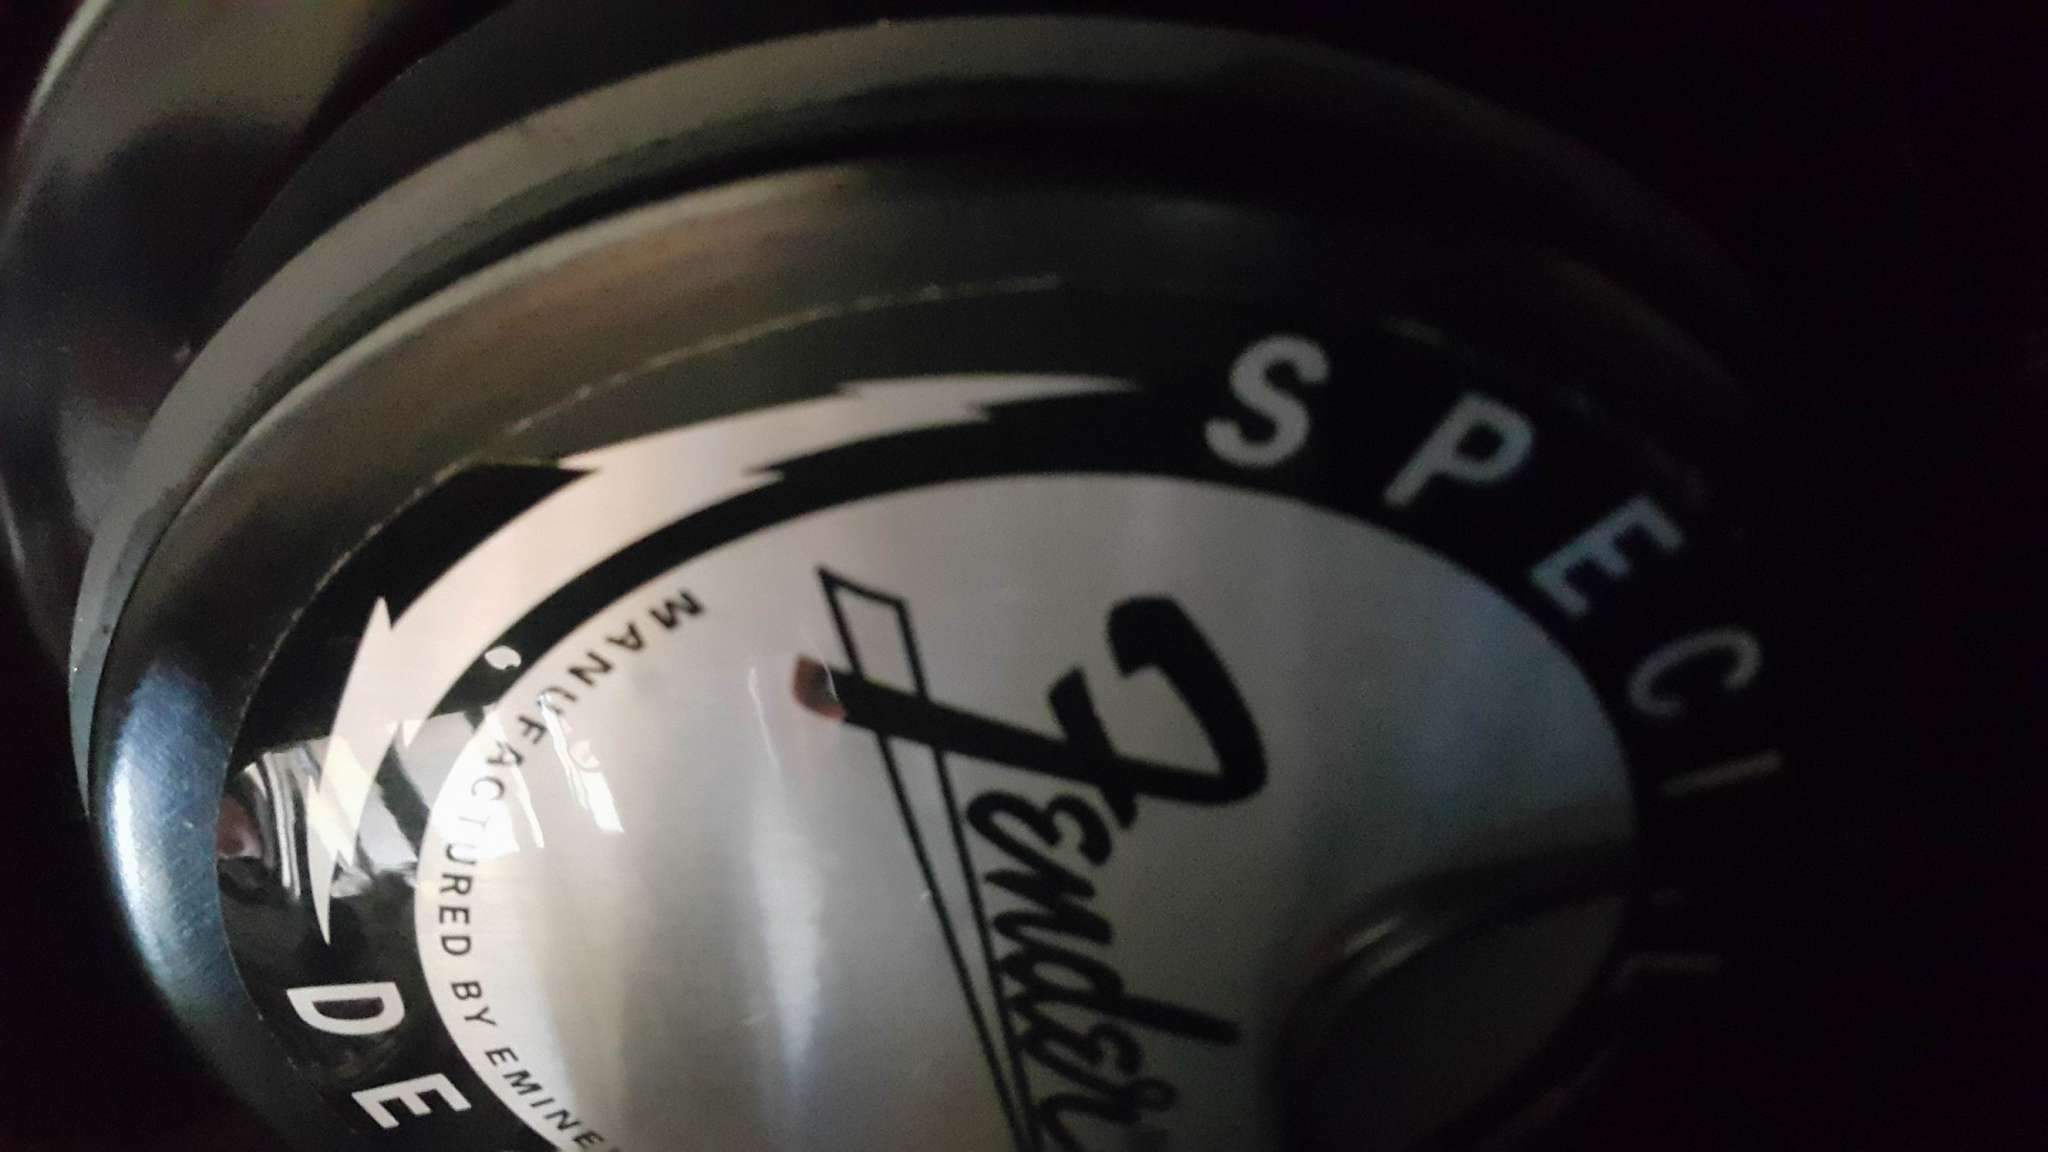 SPECI
Fender
MANUFACTURED BY EMINE
DE